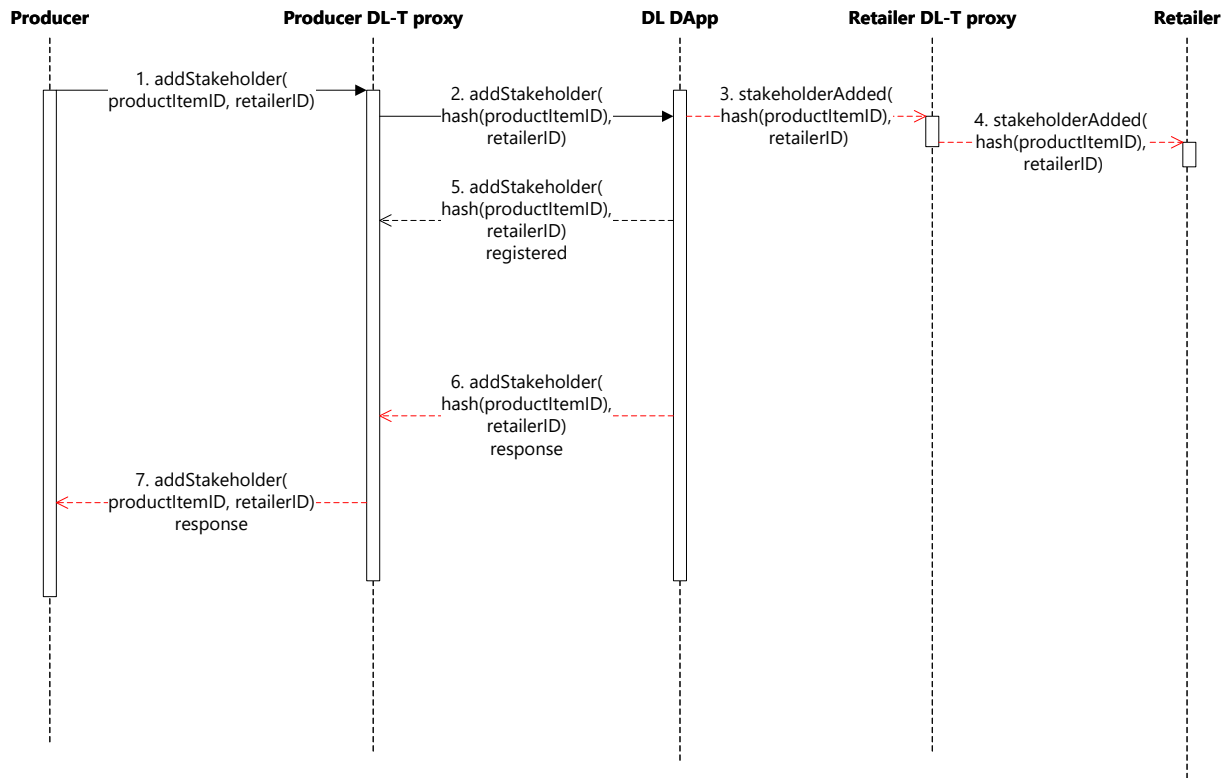 Producer
Producer DL-T proxy
DL DApp
Retailer DL-T proxy
Retailer
1. addStakeholder(
productItemID, retailerID)
2. addStakeholder(
hash(productItemID),
retailerID)
3. stakeholderAdded(
hash(productItemID),
retailerID)
4. stakeholderAdded(
hash(productItemID),
retailerID)
5. addStakeholder(
hash(productItemID),
retailerID)
registered
6. addStakeholder(
hash(productItemID),
retailerID)
response
7. addStakeholder(
productItemID, retailerID)
response